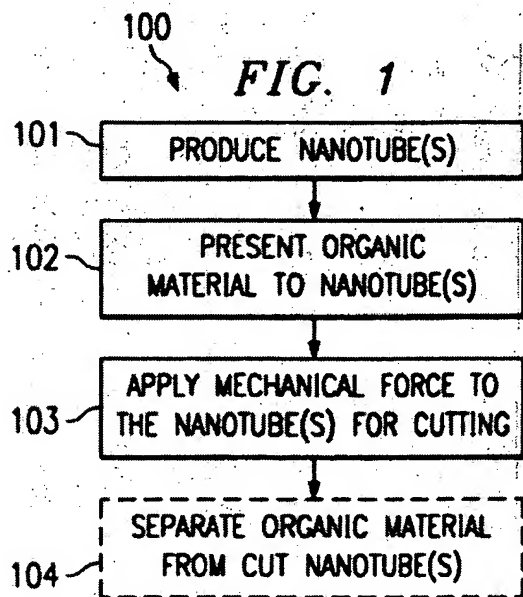 100
FIG. 1
101
PRODUCE NANOTUBE(S)
102
PRESENT ORGANIC
MATERIAL TO NANOTUBE(S)
103
APPLY MECHANICAL FORCE TO
THE NANOTUBE(S) FOR CUTTING
104
SEPARATE ORGANIC MATERIAL
FROM CUT NANOTUBE(S)